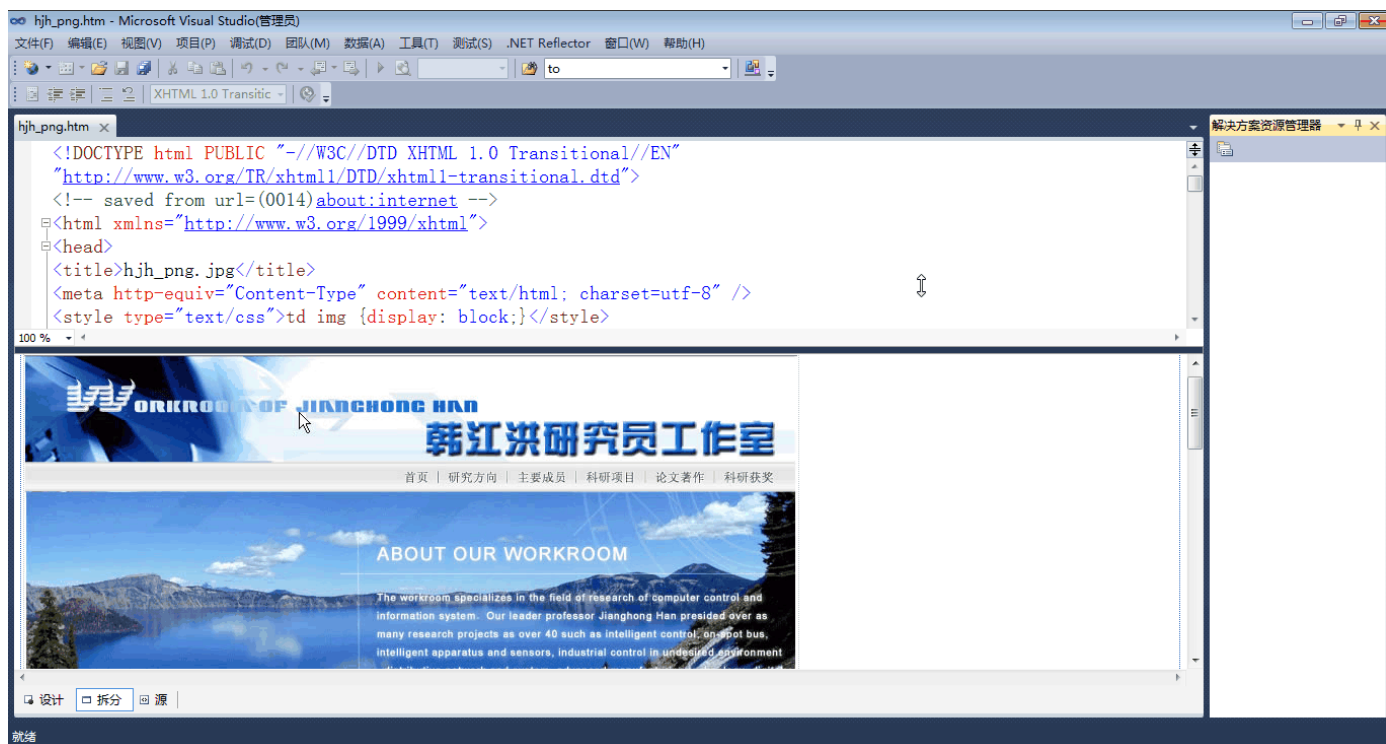 hjh_png.htm - Microsoft Visual Studio(管理员)
文件(F) 编辑(E) 视图(V) 项目(P) 调试(D) 团队(M) 数据(A) 工具(T) 测试(S) .NET Reflector 窗口(W) 帮助(H)
to
XHTML 1.0 Transitic
hjh_png.htm
解决方案资源管理器
<!DOCTYPE html PUBLIC "-//W3C//DTD XHTML 1.0 Transitional//EN"
"http://www.w3.org/TR/xhtml1/DTD/xhtml1-transitional.dtd">
<!-- saved from url=(0014)about:internet -->
<html xmlns="http://www.w3.org/1999/xhtml">
<head>
<title>hjh_png.jpg</title>
<meta http-equiv="Content-Type" content="text/html; charset=utf-8" />
<style type="text/css">td img {display: block;}</style>
100 %
WORKROOM OF JIANGHONG HAN
韩江洪研究员工作室
首页 | 研究方向 | 主要成员 | 科研项目 | 论文著作 | 科研获奖
ABOUT OUR WORKROOM
The workroom specializes in the field of research of computer control and
information system. Our leader professor Jianghong Han presided over as
many research projects as over 40 such as intelligent control, on-spot bus,
intelligent apparatus and sensors, industrial control in undesired environment
设计 拆分 源
就绪